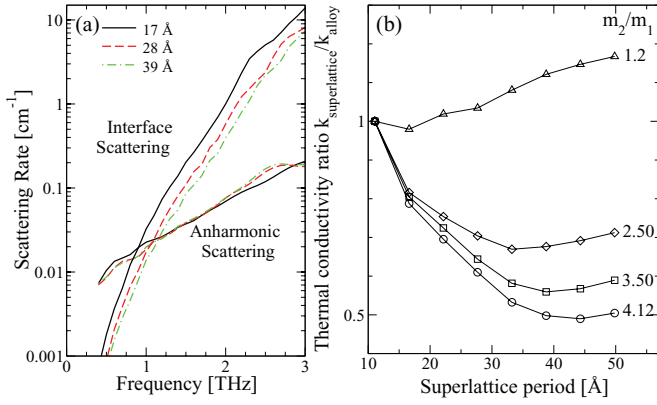 (a)
17 Å
28 Å
39 Å
Interface
Scattering
Anharmonic
Scattering
Scattering Rate [cm⁻¹]
10
1
0.1
0.01
0.001
0
1
2
3
Frequency [THz]
(b)
m₂/m₁
1.2
2.50
3.50
4.12
Thermal conductivity ratio k_superlattice/k_alloy
1
0.5
10
20
30
40
50
60
Superlattice period [Å]